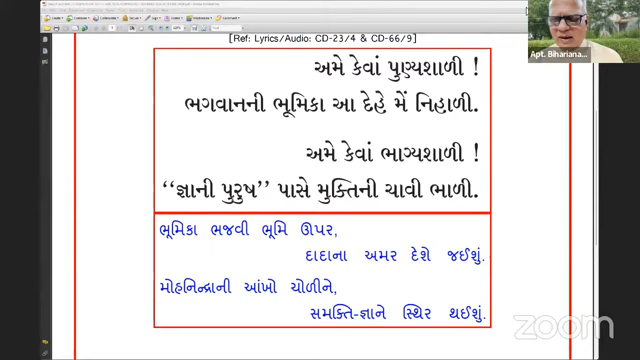 [Ref: Lyrics/Audio: CD-23/4 & CD-66/9]
અમે કેવાં પુણ્યશાળી !
ભગવાનની ભૂમિકા આ દેહે મેં નિહાળી.
અમે કેવાં ભાગ્યશાળી !
“જ્ઞાની પુરુષ” પાસે મુક્તિની ચાવી ભાળી.
ભૂમિકા ભજવી ભૂમિ ઊપર,
દાદાના અમર દેશે જઈશું.
મોહનિન્દ્રાની આંખો ચોળીને,
સમક્તિ-જ્ઞાને સ્થિર થઈશું.
Apt. Bihariana...
zoom